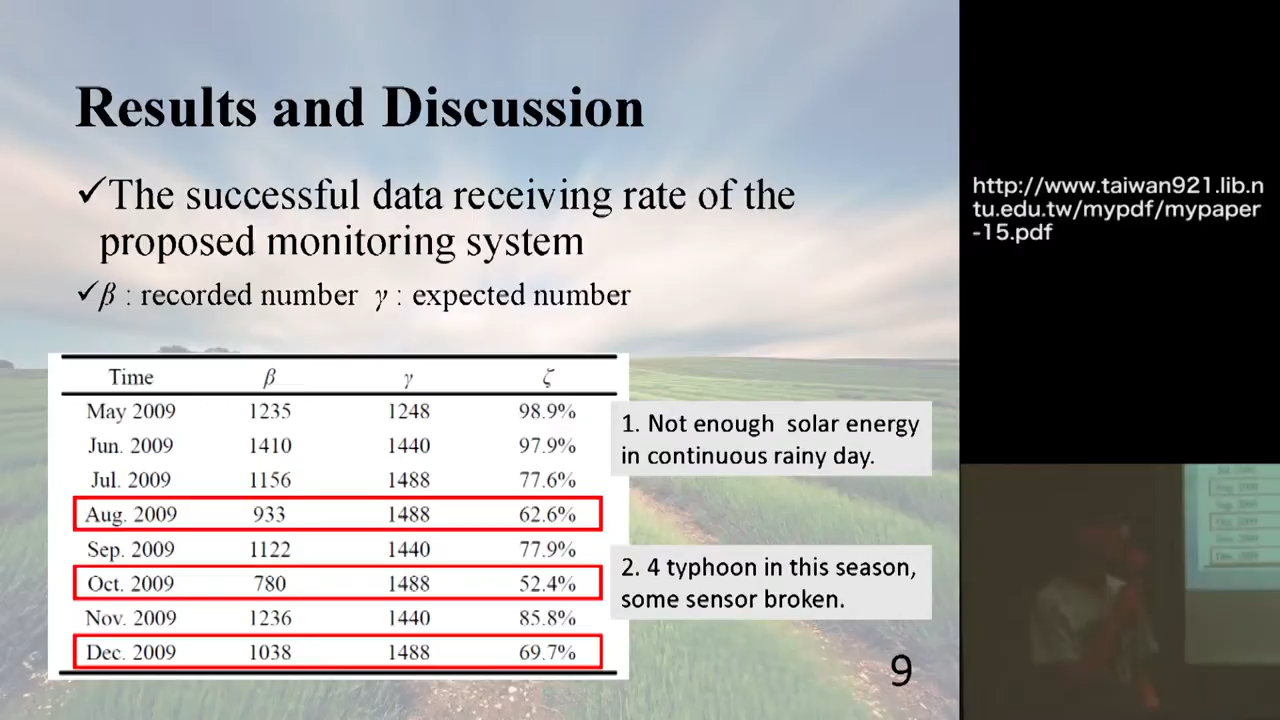 Results and Discussion
✓The successful data receiving rate of the
proposed monitoring system
✓β : recorded number γ : expected number
Time β γ ζ
May 2009 1235 1248 98.9%
Jun. 2009 1410 1440 97.9%
Jul. 2009 1156 1488 77.6%
Aug. 2009 933 1488 62.6%
Sep. 2009 1122 1440 77.9%
Oct. 2009 780 1488 52.4%
Nov. 2009 1236 1440 85.8%
Dec. 2009 1038 1488 69.7%
1. Not enough solar energy
in continuous rainy day.
2. 4 typhoon in this season,
some sensor broken.
9
http://www.taiwan921.lib.n
tu.edu.tw/mypdf/mypaper
-15.pdf